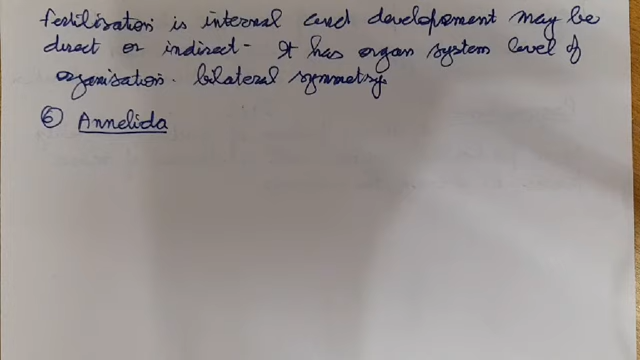 fertilisation is internal and development may be
direct or indirect - It has organ system level of
organisation. bilateral symmetry.
⑥ Annelida